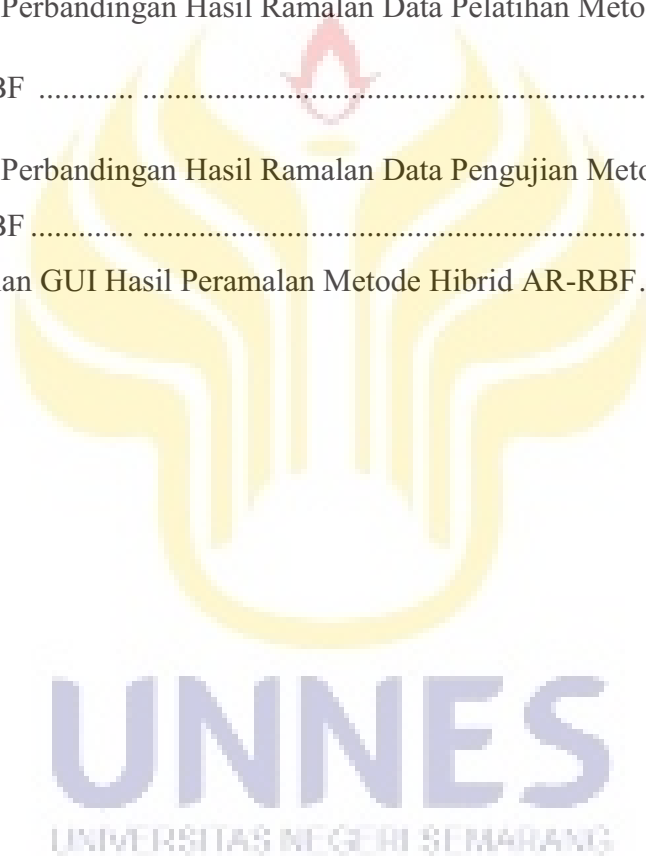 Perbandingan Hasil Ramalan Data Pelatihan Meto
BF ............ ................................................................
Perbandingan Hasil Ramalan Data Pengujian Meto
BF ............. ................................................................
an GUI Hasil Peramalan Metode Hibrid AR-RBF.
UNNES
UNIVERSITAS NEGERI SEMARANG